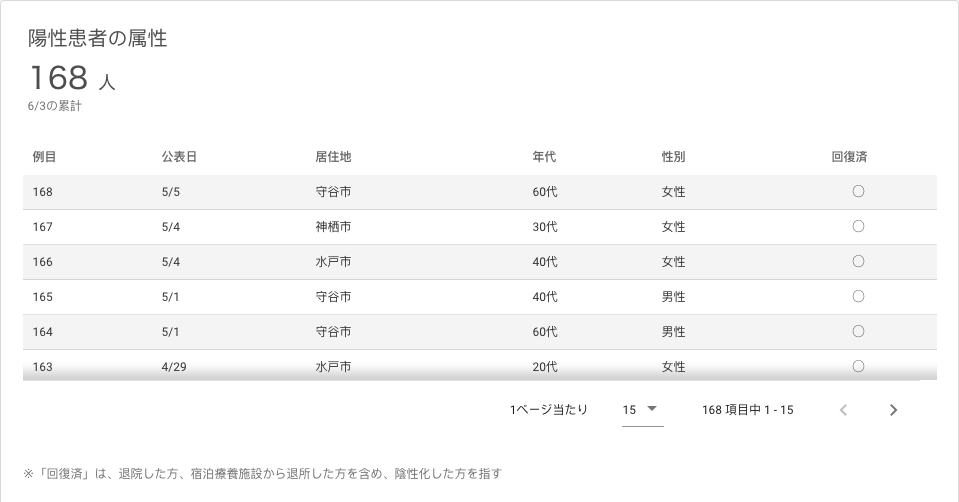 陽性患者の属性
168 人
6/3の累計
例目 公表日 居住地 年代 性別 回復済
168 5/5 守谷市 60代 女性 ○
167 5/4 神栖市 30代 女性 ○
166 5/4 水戸市 40代 女性 ○
165 5/1 守谷市 40代 男性 ○
164 5/1 守谷市 60代 男性 ○
163 4/29 水戸市 20代 女性 ○
1ページ当たり 15 168 項目中 1 - 15
※「回復済」は、退院した方、宿泊療養施設から退所した方を含め、陰性化した方を指す